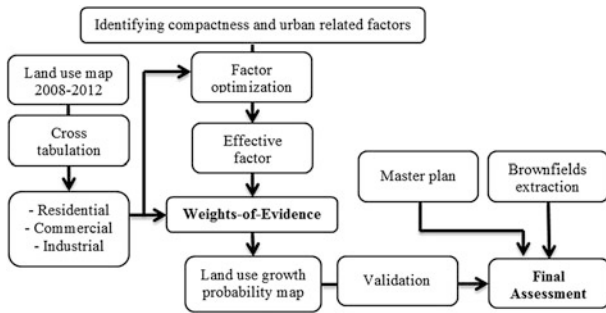 Identifying compactness and urban related factors
Land use map
2008-2012
Factor
optimization
Cross
tabulation
Effective
factor
Master plan
Brownfields
extraction
- Residential
- Commercial
- Industrial
Weights-of-Evidence
Land use growth
probability map
Validation
Final
Assessment